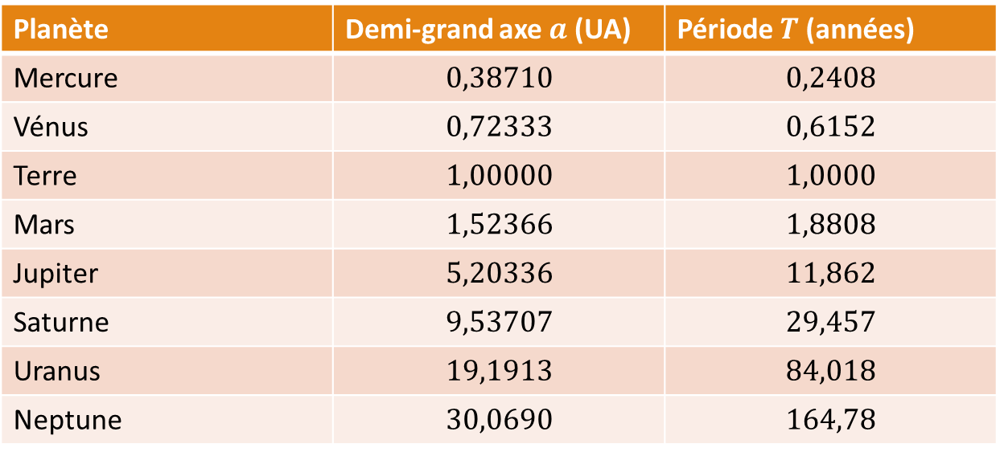 Planète Demi-grand axe a (UA) Période T (années)
Mercure 0,38710 0,2408
Vénus 0,72333 0,6152
Terre 1,00000 1,0000
Mars 1,52366 1,8808
Jupiter 5,20336 11,862
Saturne 9,53707 29,457
Uranus 19,1913 84,018
Neptune 30,0690 164,78